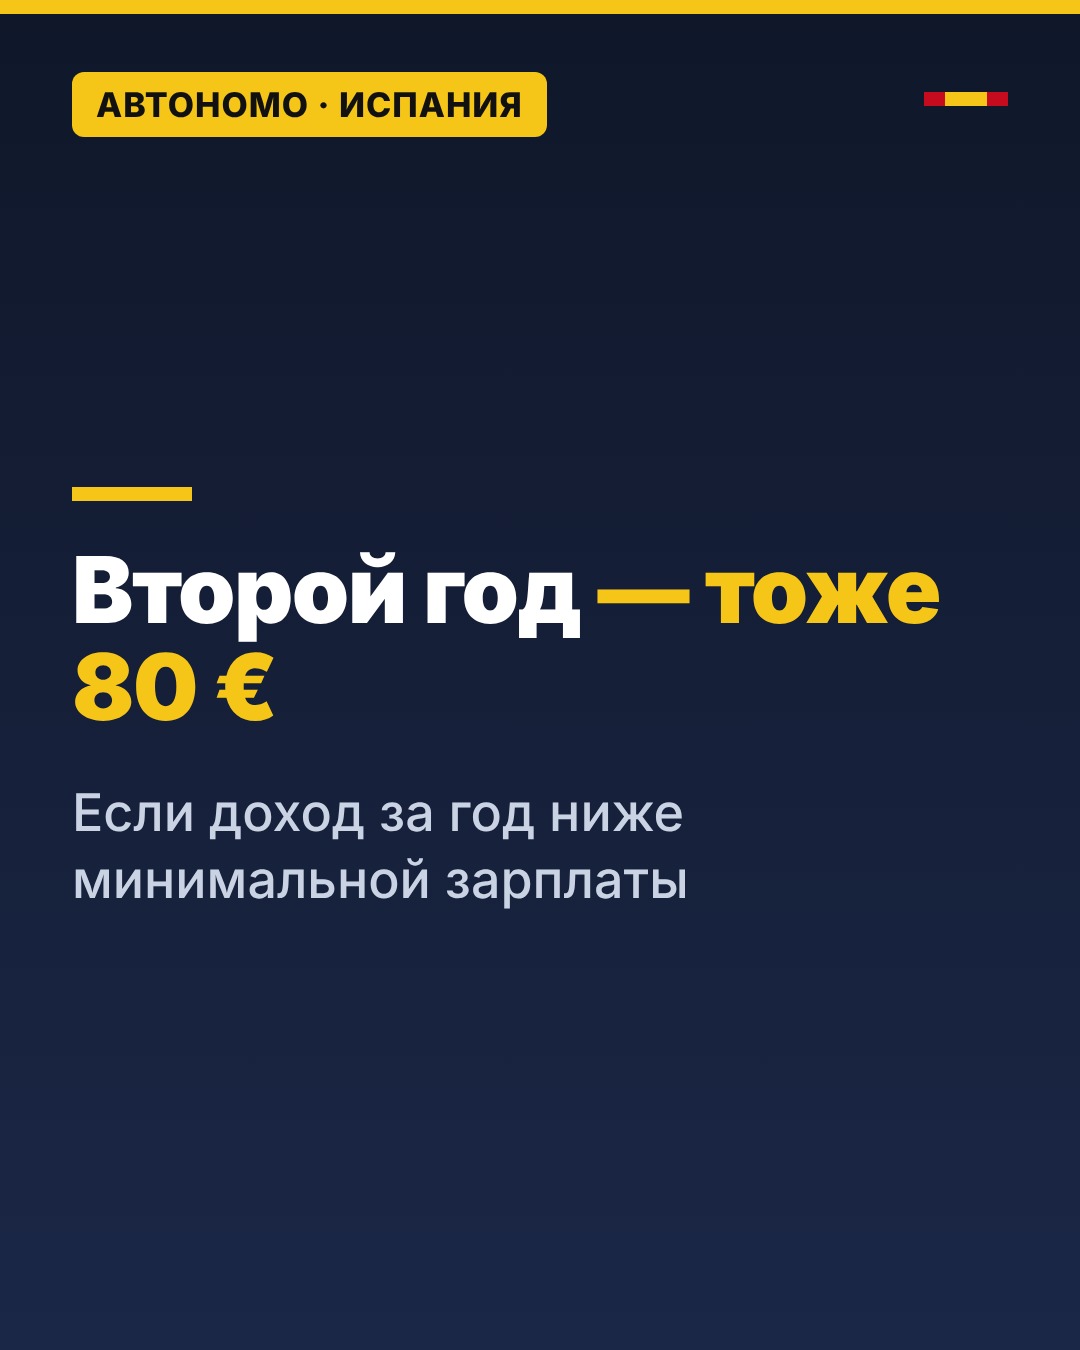 АВТОНОМО · ИСПАНИЯ
Второй год — тоже
80 €
Если доход за год ниже
минимальной зарплаты